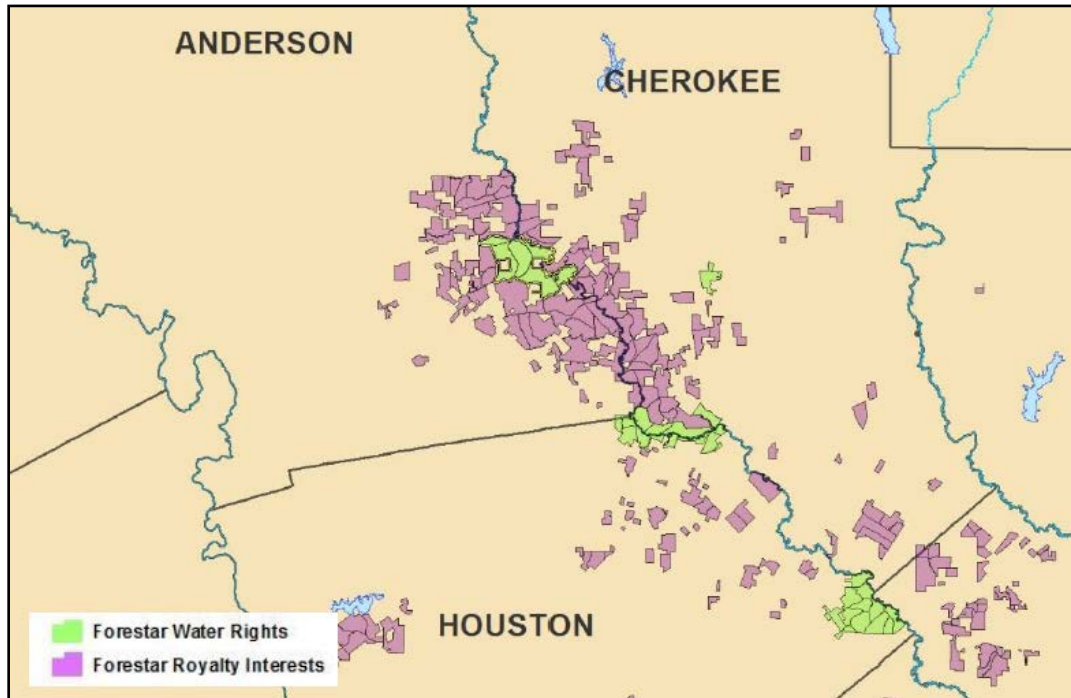 ANDERSON
CHEROKEE
HOUSTON
Forestar Water Rights
Forestar Royalty Interests